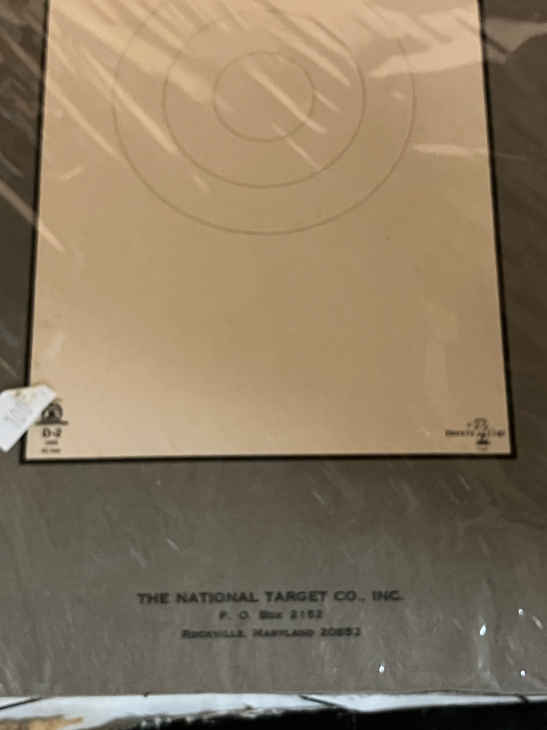 D-2
THE NATIONAL TARGET CO., INC.
P. O. Box 2152
Rockville, Maryland 20852